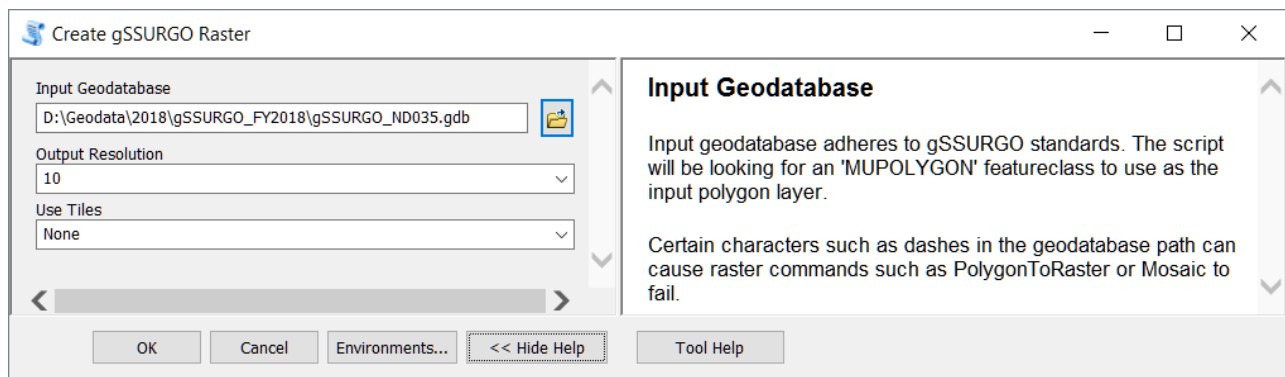 Create gSSURGO Raster
Input Geodatabase
D:\Geodata\2018\gSSURGO_FY2018\gSSURGO_ND035.gdb
Output Resolution
10
Use Tiles
None
Input Geodatabase
Input geodatabase adheres to gSSURGO standards. The script
will be looking for an 'MUPOLYGON' featureclass to use as the
input polygon layer.
Certain characters such as dashes in the geodatabase path can
cause raster commands such as PolygonToRaster or Mosaic to
fail.
OK
Cancel
Environments...
<< Hide Help
Tool Help